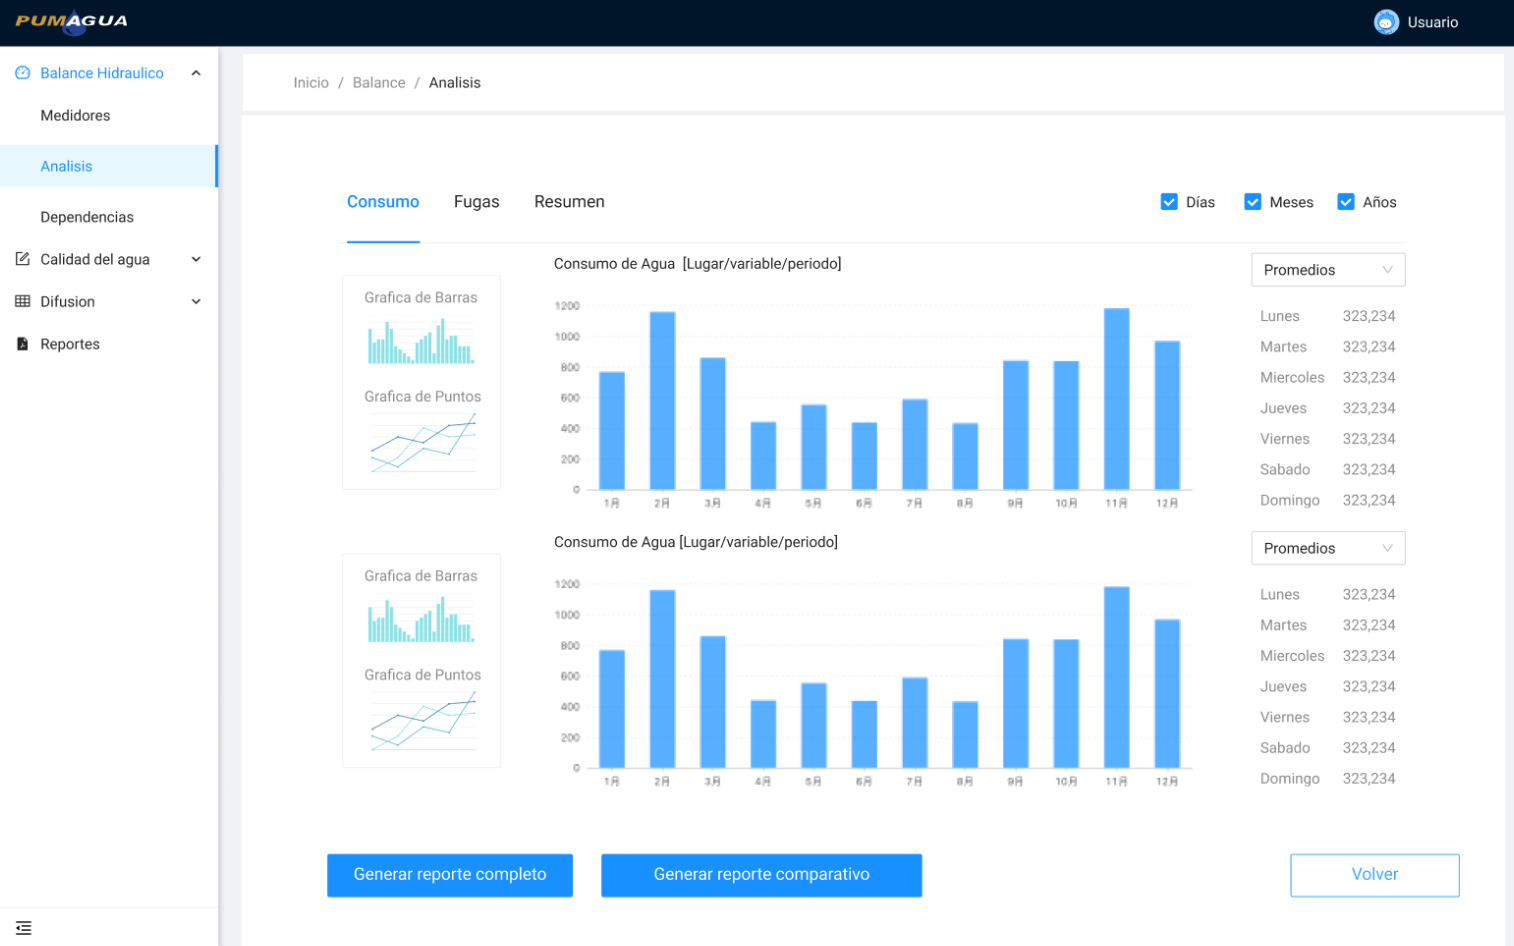 PUMAGUA
Usuario
Balance Hidraulico
Medidores
Analisis
Dependencias
Calidad del agua
Difusion
Reportes
Inicio / Balance / Analisis
Consumo Fugas Resumen
Días Meses Años
Grafica de Barras
Grafica de Puntos
Consumo de Agua [Lugar/variable/periodo]
1200
1000
800
600
400
200
0
1月 2月 3月 4月 5月 6月 7月 8月 9月 10月 11月 12月
Promedios
Lunes 323,234
Martes 323,234
Miercoles 323,234
Jueves 323,234
Viernes 323,234
Sabado 323,234
Domingo 323,234
Grafica de Barras
Grafica de Puntos
Consumo de Agua [Lugar/variable/periodo]
1200
1000
800
600
400
200
0
1月 2月 3月 4月 5月 6月 7月 8月 9月 10月 11月 12月
Promedios
Lunes 323,234
Martes 323,234
Miercoles 323,234
Jueves 323,234
Viernes 323,234
Sabado 323,234
Domingo 323,234
Generar reporte completo
Generar reporte comparativo
Volver